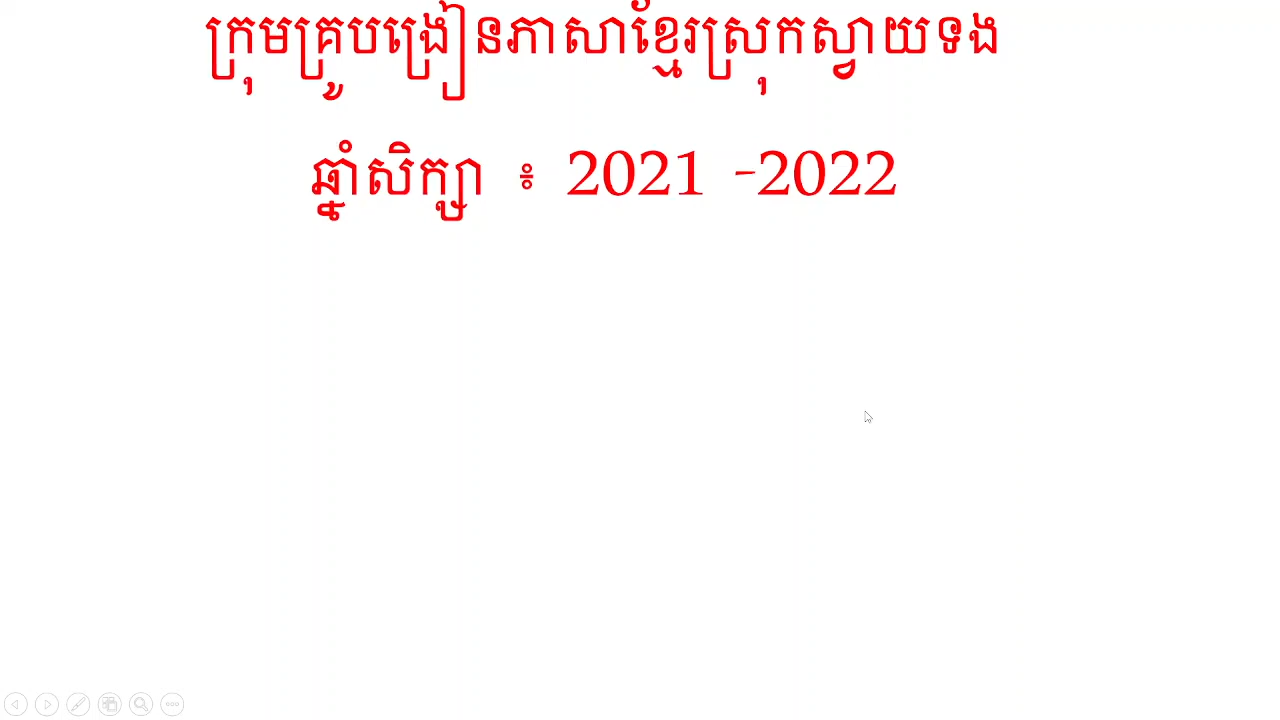 ក្រុមគ្រូបង្រៀនភាសាខ្មែរស្រុកស្វាយទង
ឆ្នាំសិក្សា ៖ 2021 -2022